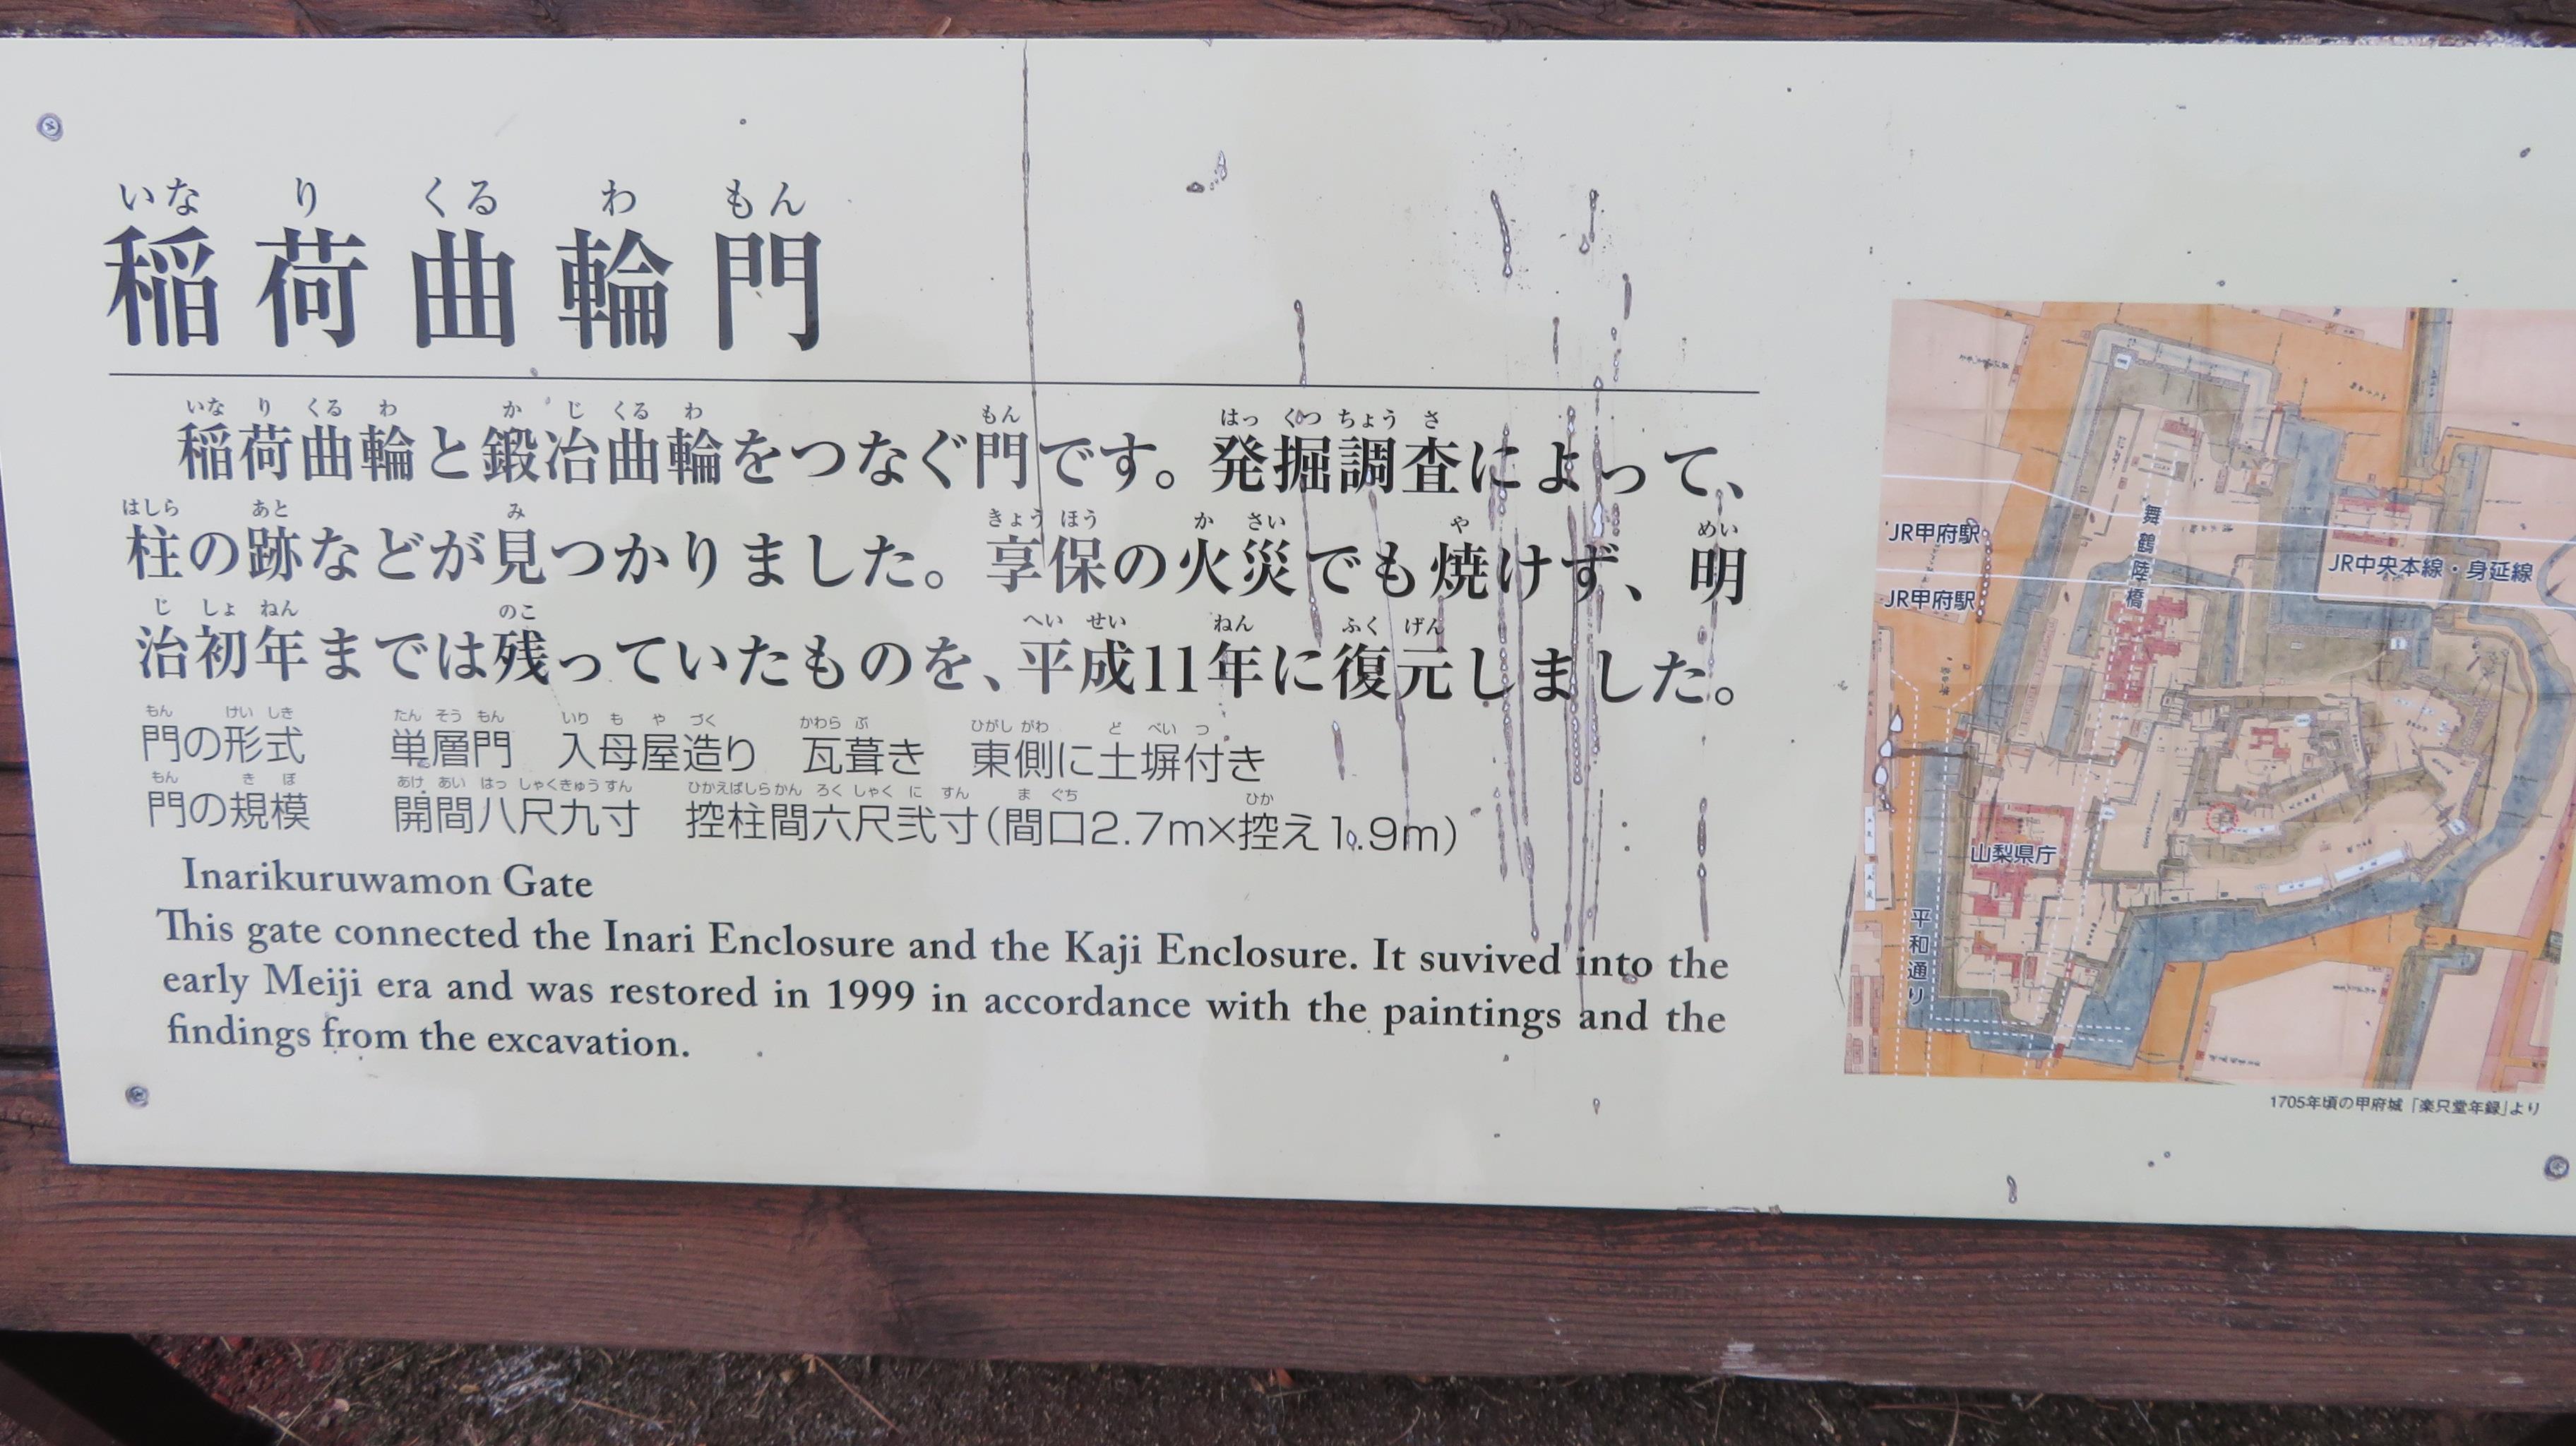 いなりくるわもん
稲荷曲輪門
いなりくるわ かじくるわ もん はっくつちょうさ
稲荷曲輪と鍛冶曲輪をつなぐ門です。発掘調査によって、
はしら あと み きょうほう かさい や めい
柱の跡などが見つかりました。享保の火災でも焼けず、明
じしょねん のこ へいせい ねん ふくげん
治初年までは残っていたものを、平成11年に復元しました。
もん けいしき たんそうもん いりもやづく かわらぶ ひがしがわ どべいつ
門の形式 単層門 入母屋造り 瓦葺き 東側に土塀付き
もん きぼ あけあいはっしゃくきゅうすん ひかえばしらかんろくしゃくにすん まぐち ひか
門の規模 開間八尺九寸 控柱間六尺弐寸(間口2.7m×控え1.9m)
Inarikuruwamon Gate
This gate connected the Inari Enclosure and the Kaji Enclosure. It suvived into the
early Meiji era and was restored in 1999 in accordance with the paintings and the
findings from the excavation.
舞鶴陸橋
JR甲府駅
JR中央本線・身延線
JR甲府駅
山梨県庁
平和通り
1705年頃の甲府城「楽只堂年録」より